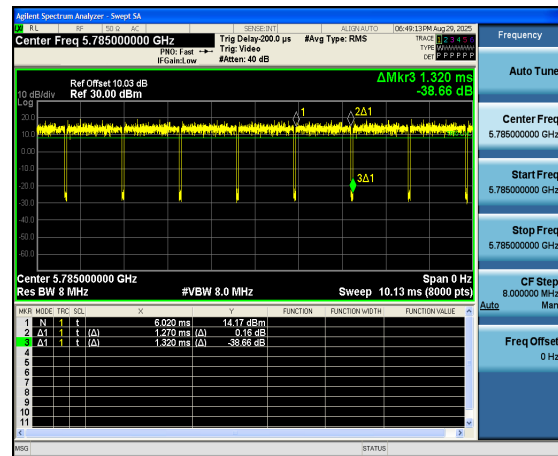 Agilent Spectrum Analyzer - Swept SA
RL RF 50 Ω AC SENSE:INT ALIGN AUTO 06:49:13PM Aug 29, 2025
Center Freq 5.785000000 GHz
PNO: Fast
IFGain:Low
Trig Delay-200.0 µs
Trig: Video
#Atten: 40 dB
#Avg Type: RMS
TRACE 1 2 3 4 5 6
TYPE WWWWWW
DET P P P P P P
Ref Offset 10.03 dB
10 dB/div Ref 30.00 dBm
Log
ΔMkr3 1.320 ms
-38.66 dB
20.0
10.0
0.00
-10.0
-20.0
-30.0
-40.0
-50.0
-60.0
1
2Δ1
3Δ1
Center 5.785000000 GHz Span 0 Hz
Res BW 8 MHz #VBW 8.0 MHz Sweep 10.13 ms (8000 pts)
MKR MODE TRC SCL X Y FUNCTION FUNCTION WIDTH FUNCTION VALUE
1 N 1 t 6.020 ms 14.17 dBm
2 Δ1 1 t (Δ) 1.270 ms (Δ) 0.16 dB
3 Δ1 1 t (Δ) 1.320 ms (Δ) -38.66 dB
4
5
6
7
8
9
10
11
MSG STATUS
Frequency
Auto Tune
Center Freq
5.785000000 GHz
Start Freq
5.785000000 GHz
Stop Freq
5.785000000 GHz
CF Step
8.000000 MHz
Auto Man
Freq Offset
0 Hz